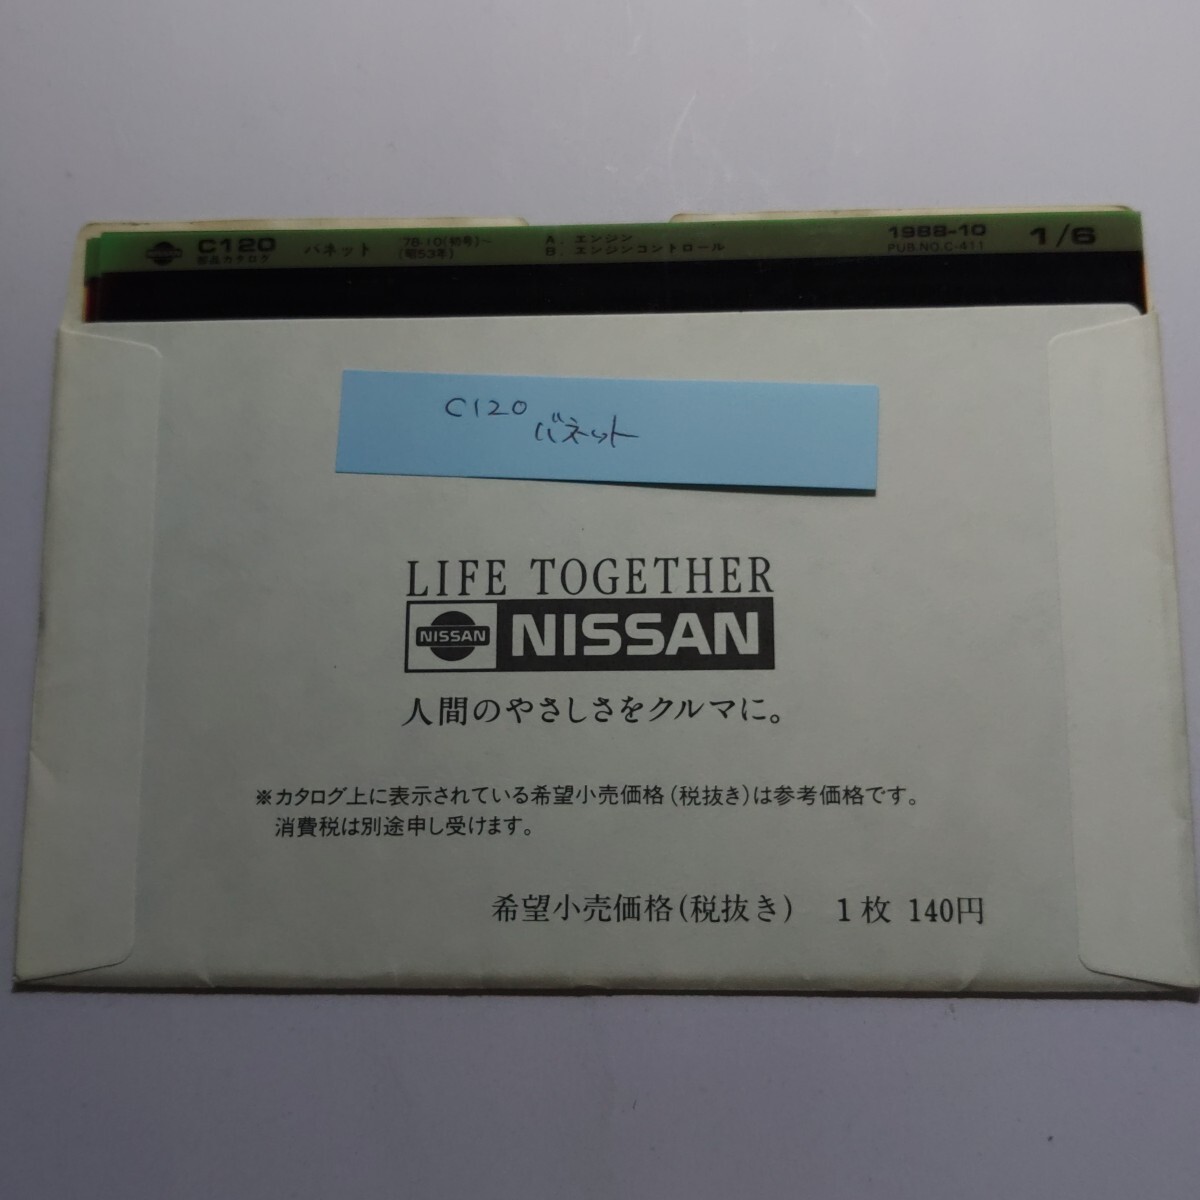 C120
部品カタログ
バネット
78-10(初号)~
(昭53年)
A. エンジン
B. エンジンコントロール
1988-10
PUB.NO.C-411
1/6
C120
バネット
LIFE TOGETHER
NISSAN NISSAN
人間のやさしさをクルマに。
※カタログ上に表示されている希望小売価格(税抜き)は参考価格です。
消費税は別途申し受けます。
希望小売価格(税抜き) 1枚 140円